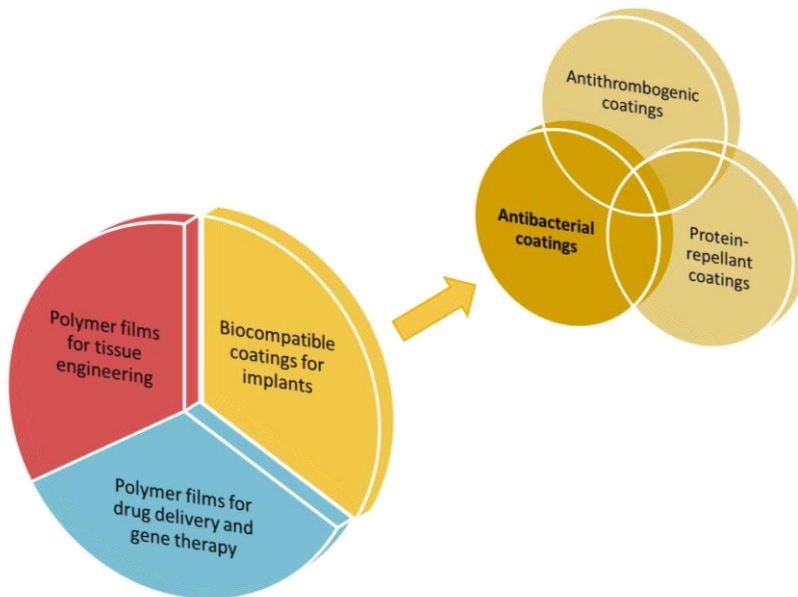 Antithrombogenic
coatings
Antibacterial
coatings
Protein-
repellant
coatings
Polymer films
for tissue
engineering
Biocompatible
coatings for
implants
Polymer films for
drug delivery and
gene therapy